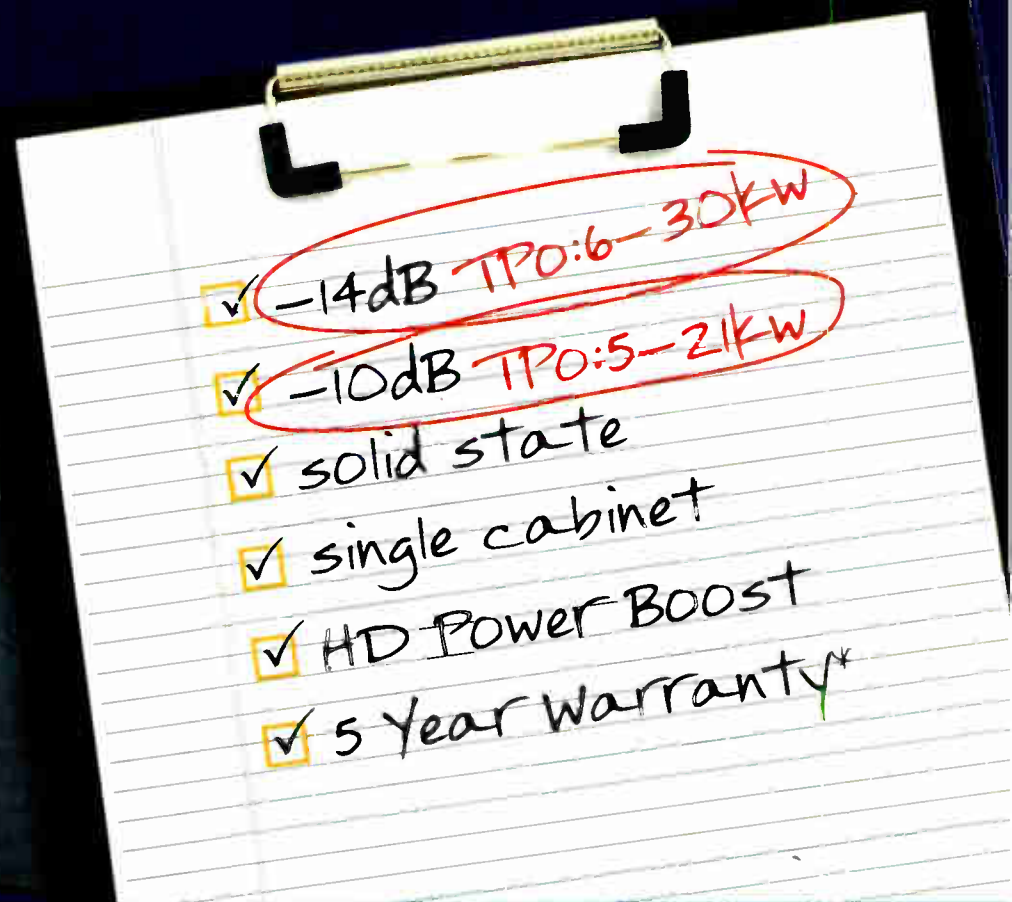 -14dB TPO:6-30kW
-10dB TPO:5-21kW
solid state
single cabinet
HD Power Boost
5 Year Warranty*